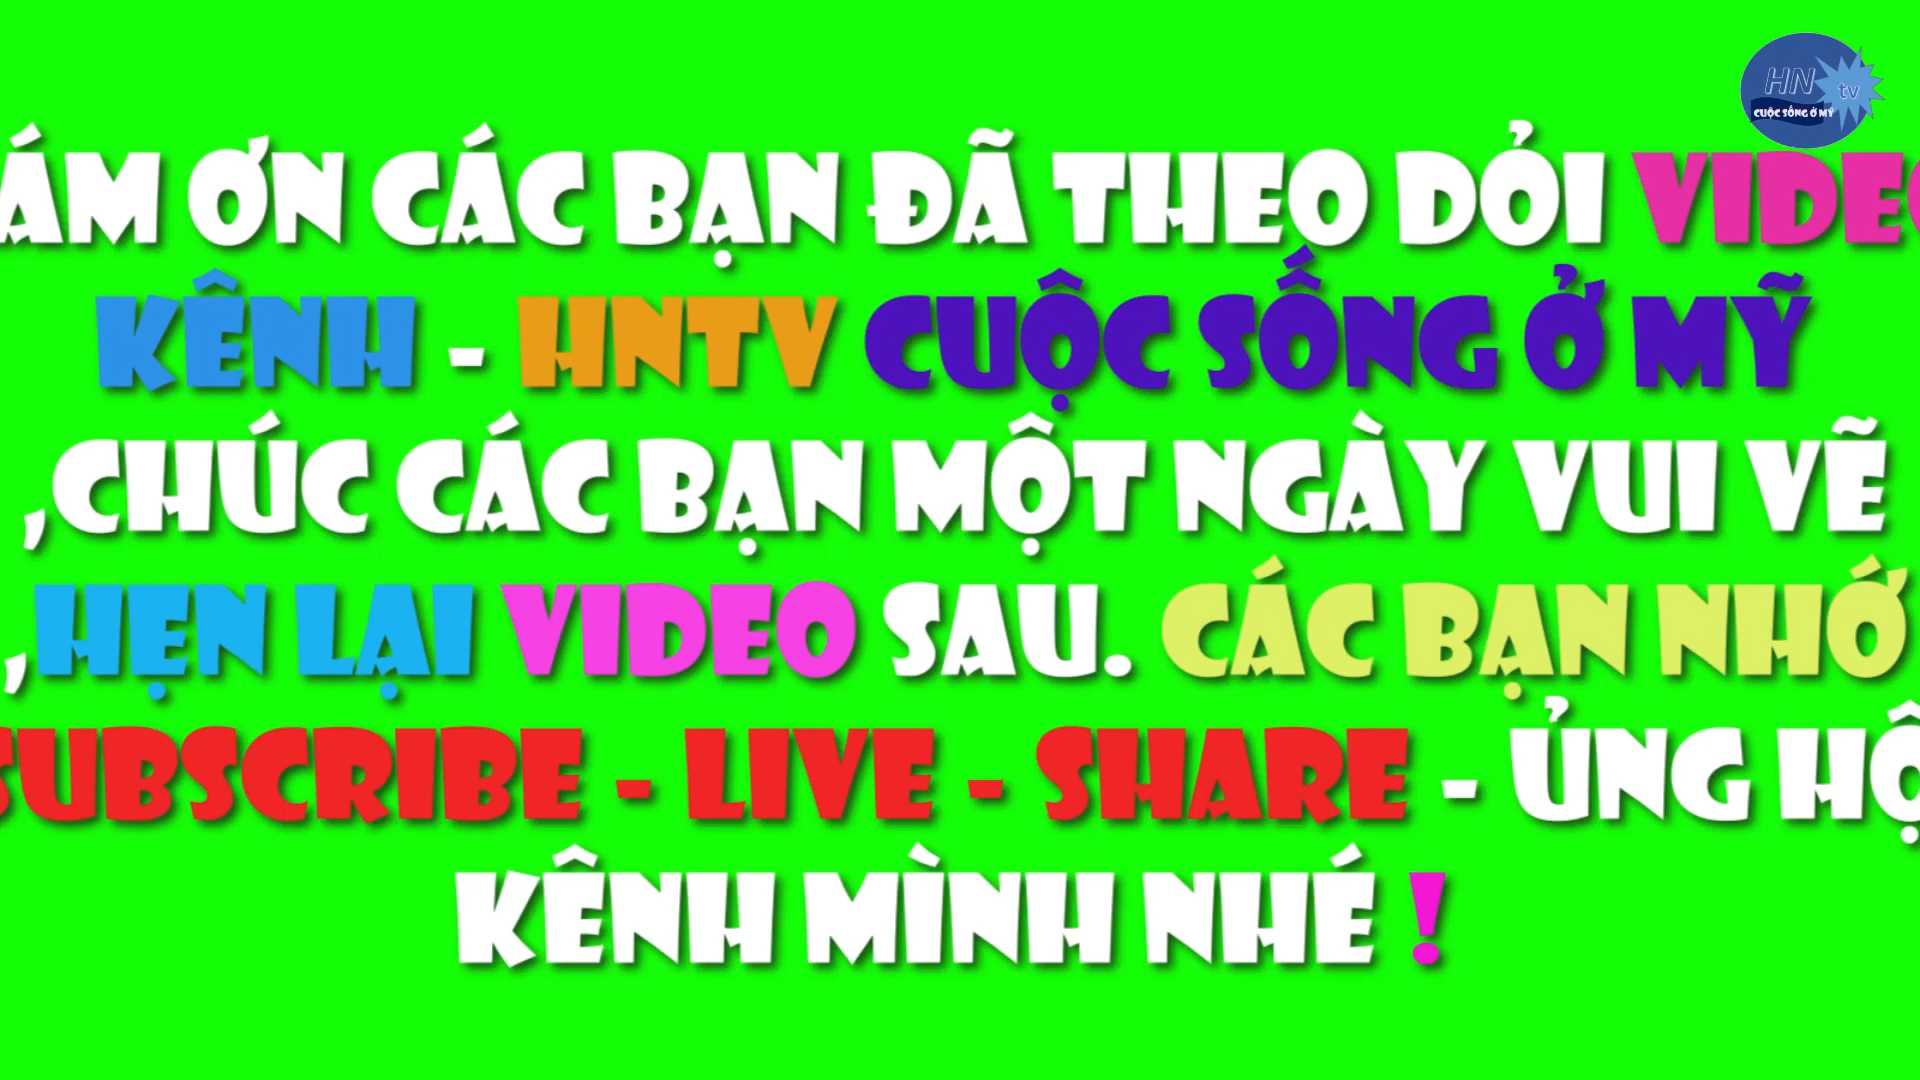 HN tv
CUỘC SỐNG Ở MỸ
ÁM ƠN CÁC BẠN ĐÃ THEO DỎI VIDEO
KÊNH - HNTV CUỘC SỐNG Ở MỸ
,CHÚC CÁC BẠN MỘT NGÀY VUI VẼ
,HẸN LẠI VIDEO SAU. CÁC BẠN NHỚ
SUBSCRIBE - LIVE - SHARE - ỦNG HỘ
KÊNH MÌNH NHÉ !